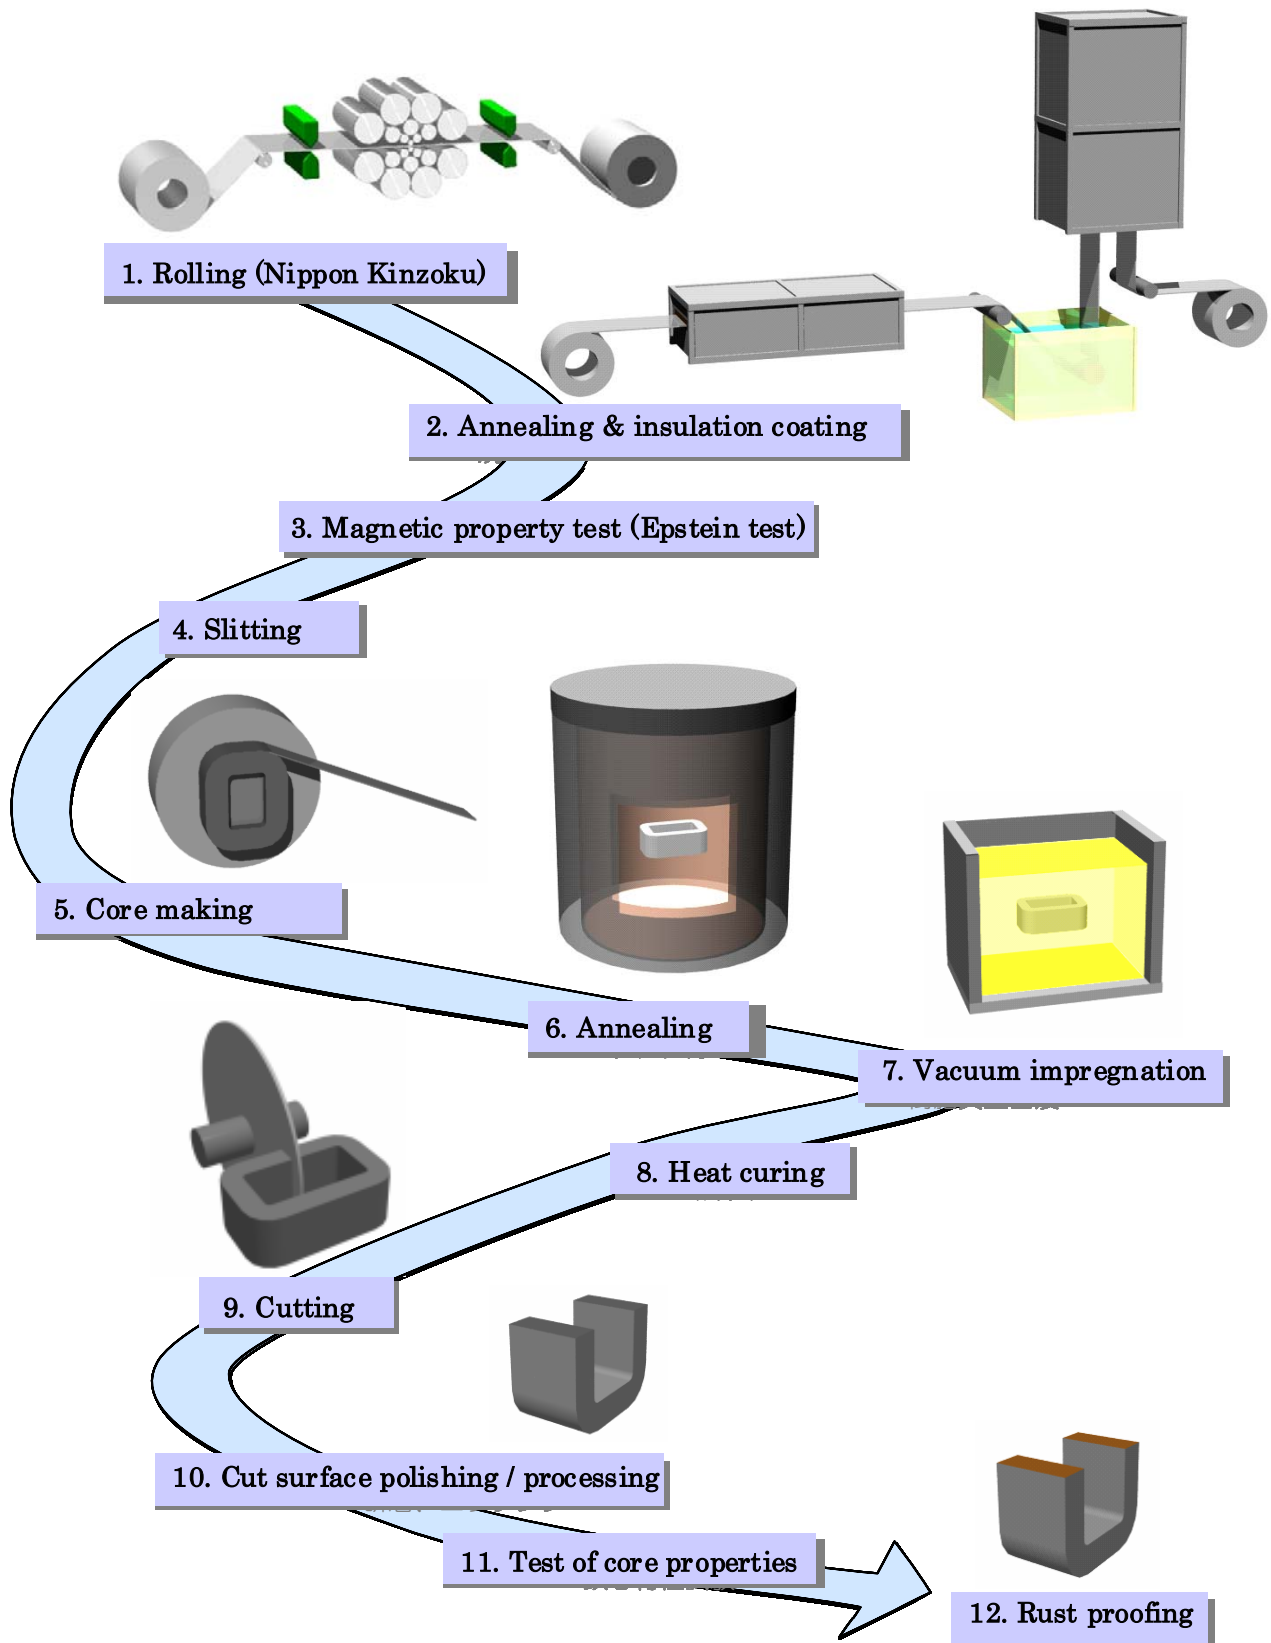 1. Rolling (Nippon Kinzoku)
2. Annealing & insulation coating
3. Magnetic property test (Epstein test)
4. Slitting
5. Core making
6. Annealing
7. Vacuum impregnation
8. Heat curing
9. Cutting
10. Cut surface polishing / processing
11. Test of core properties
12. Rust proofing